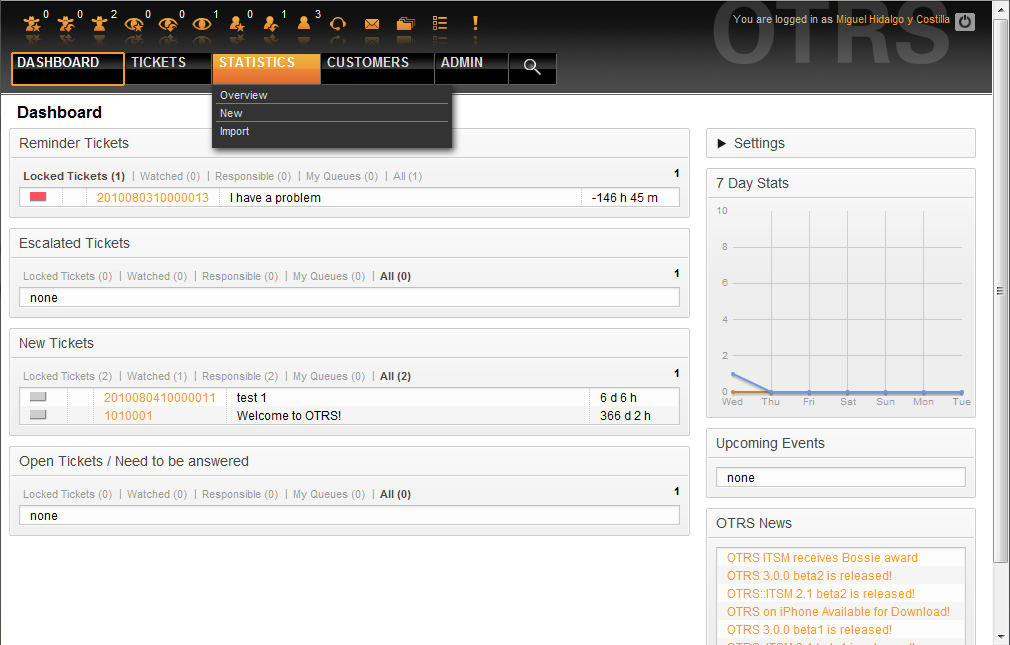 0 0 2 0 0 1 0 1 3
You are logged in as Miguel Hidalgo y Costilla
OTRS
DASHBOARD TICKETS STATISTICS CUSTOMERS ADMIN
Overview
New
Import
Dashboard
Reminder Tickets
Locked Tickets (1) | Watched (0) | Responsible (0) | My Queues (0) | All (1) 1
2010080310000013 I have a problem -146 h 45 m
Escalated Tickets
Locked Tickets (0) | Watched (0) | Responsible (0) | My Queues (0) | All (0) 1
none
New Tickets
Locked Tickets (2) | Watched (1) | Responsible (2) | My Queues (0) | All (2) 1
2010080410000011 test 1 6 d 6 h
1010001 Welcome to OTRS! 366 d 2 h
Open Tickets / Need to be answered
Locked Tickets (0) | Watched (0) | Responsible (0) | My Queues (0) | All (0) 1
none
Settings
7 Day Stats
10
8
6
4
2
0
Wed Thu Fri Sat Sun Mon Tue
Upcoming Events
none
OTRS News
OTRS ITSM receives Bossie award
OTRS 3.0.0 beta2 is released!
OTRS::ITSM 2.1 beta2 is released!
OTRS on iPhone Available for Download!
OTRS 3.0.0 beta1 is released!